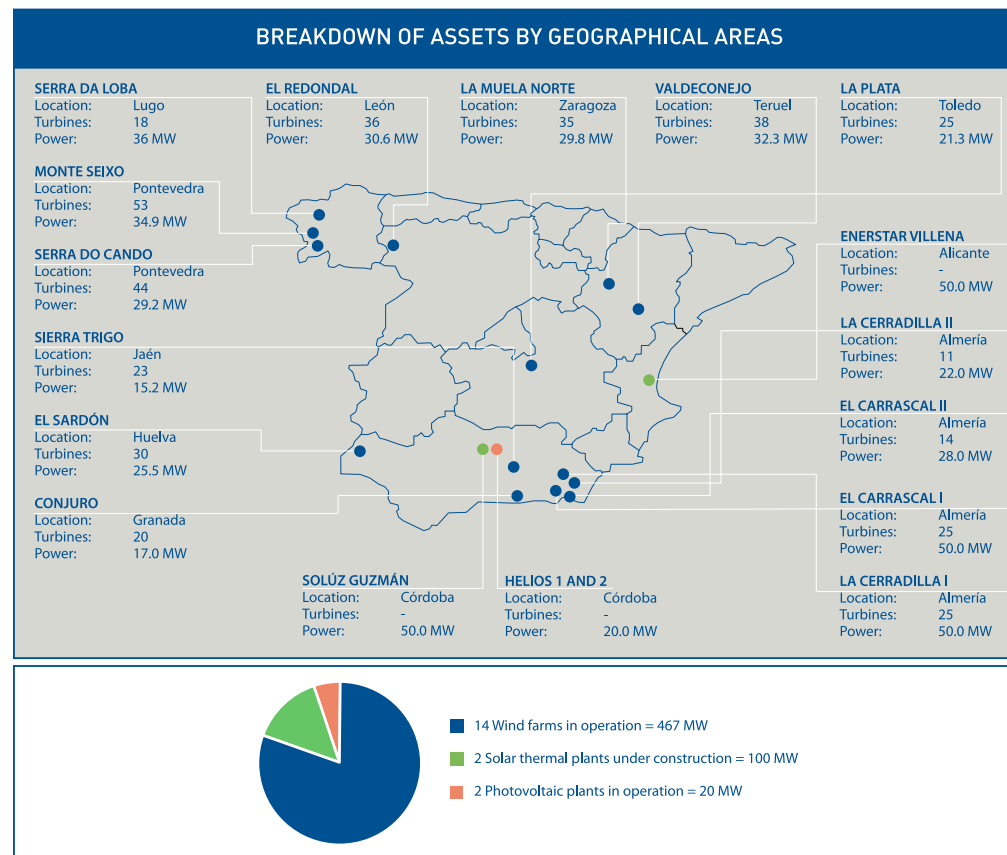 BREAKDOWN OF ASSETS BY GEOGRAPHICAL AREAS
SERRA DA LOBA
Location: Lugo
Turbines: 18
Power: 36 MW
EL REDONDAL
Location: León
Turbines: 36
Power: 30.6 MW
LA MUELA NORTE
Location: Zaragoza
Turbines: 35
Power: 29.8 MW
VALDECONEJO
Location: Teruel
Turbines: 38
Power: 32.3 MW
LA PLATA
Location: Toledo
Turbines: 25
Power: 21.3 MW
MONTE SEIXO
Location: Pontevedra
Turbines: 53
Power: 34.9 MW
SERRA DO CANDO
Location: Pontevedra
Turbines: 44
Power: 29.2 MW
SIERRA TRIGO
Location: Jaén
Turbines: 23
Power: 15.2 MW
EL SARDÓN
Location: Huelva
Turbines: 30
Power: 25.5 MW
CONJURO
Location: Granada
Turbines: 20
Power: 17.0 MW
ENERSTAR VILLENA
Location: Alicante
Turbines: -
Power: 50.0 MW
LA CERRADILLA II
Location: Almería
Turbines: 11
Power: 22.0 MW
EL CARRASCAL II
Location: Almería
Turbines: 14
Power: 28.0 MW
EL CARRASCAL I
Location: Almería
Turbines: 25
Power: 50.0 MW
LA CERRADILLA I
Location: Almería
Turbines: 25
Power: 50.0 MW
SOLÚZ GUZMÁN
Location: Córdoba
Turbines: -
Power: 50.0 MW
HELIOS 1 AND 2
Location: Córdoba
Turbines: -
Power: 20.0 MW
14 Wind farms in operation = 467 MW
2 Solar thermal plants under construction = 100 MW
2 Photovoltaic plants in operation = 20 MW